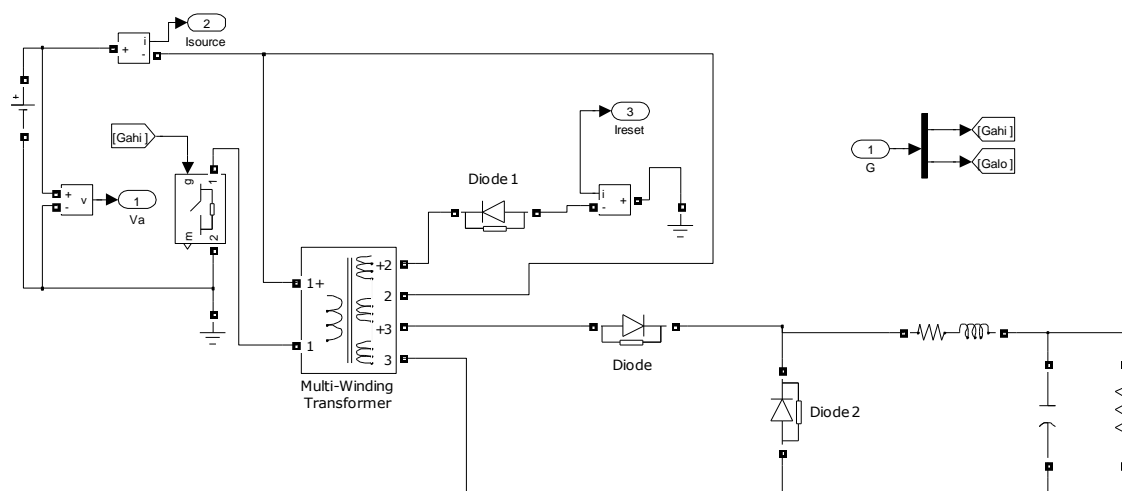 2
Isource
i
+
-
+
[Gahi]
3
Ireset
1
G
[Gahi]
[Galo]
+
-
v
1
Va
g
1
m
2
Diode 1
i
-
+
1+
1
+2
2
+3
3
Multi-Winding
Transformer
Diode
Diode 2